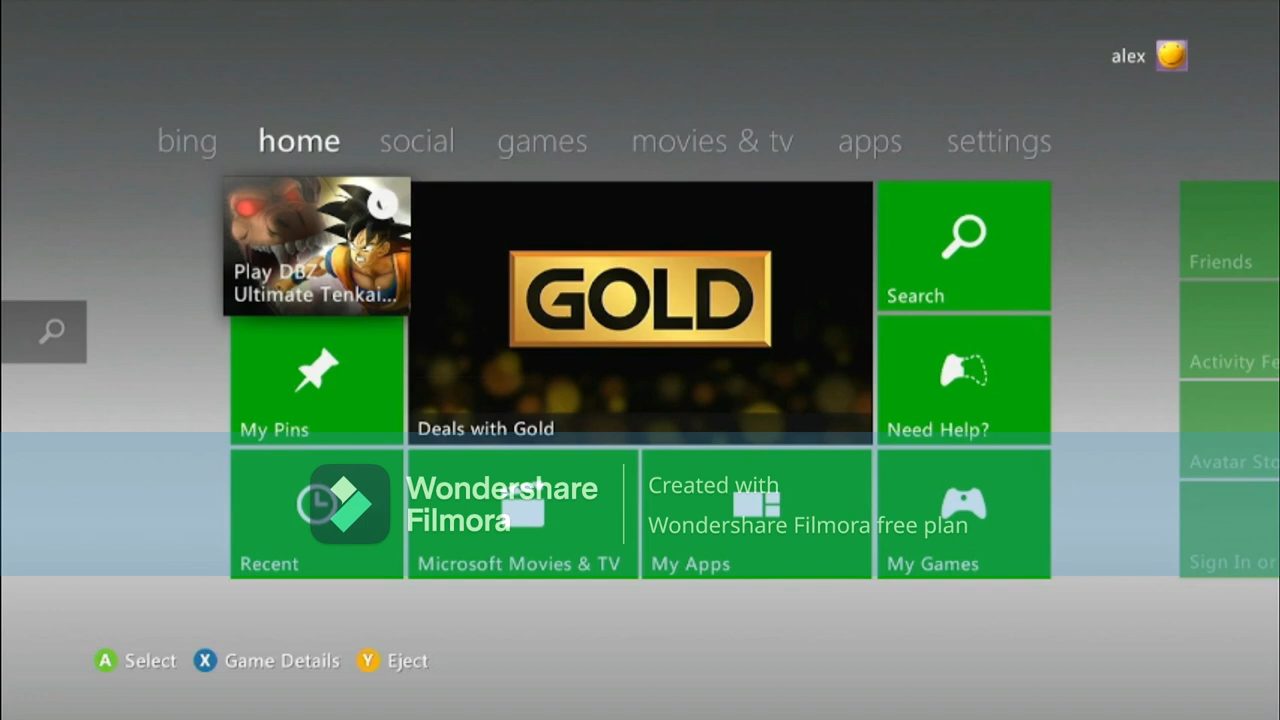 alex
bing home social games movies & tv apps settings
Play DBZ
Ultimate Tenkai...
GOLD
Search
Friends
My Pins
Deals with Gold
Need Help?
Activity Fe
Avatar Sto
Wondershare
Filmora
Created with
Wondershare Filmora free plan
Recent
Microsoft Movies & TV
My Apps
My Games
Sign In or
A Select X Game Details Y Eject